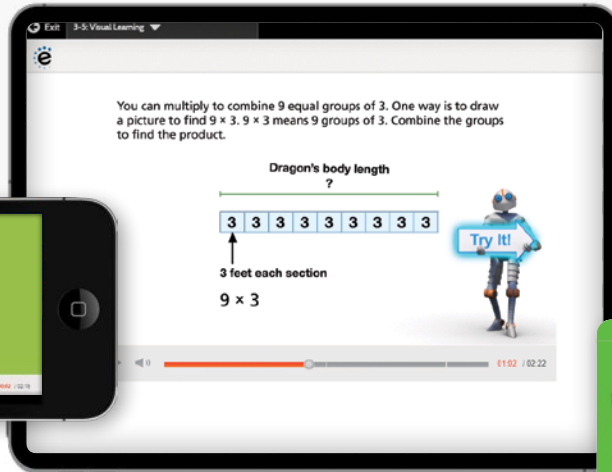 Exit 3-5: Visual Learning
e
You can multiply to combine 9 equal groups of 3. One way is to draw
a picture to find 9 × 3. 9 × 3 means 9 groups of 3. Combine the groups
to find the product.
Dragon's body length
?
3 3 3 3 3 3 3 3 3
Try It!
3 feet each section
9 × 3
01:02 / 02:22